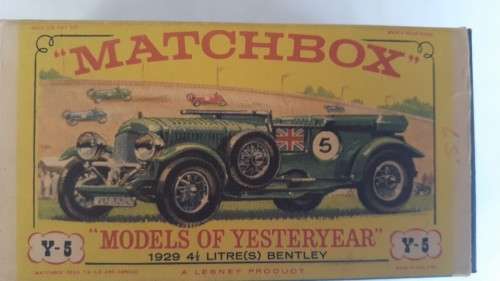 "MATCHBOX"
5
Y-5
"MODELS OF YESTERYEAR"
Y-5
1929 4½ LITRE(S) BENTLEY
A LESNEY PRODUCT